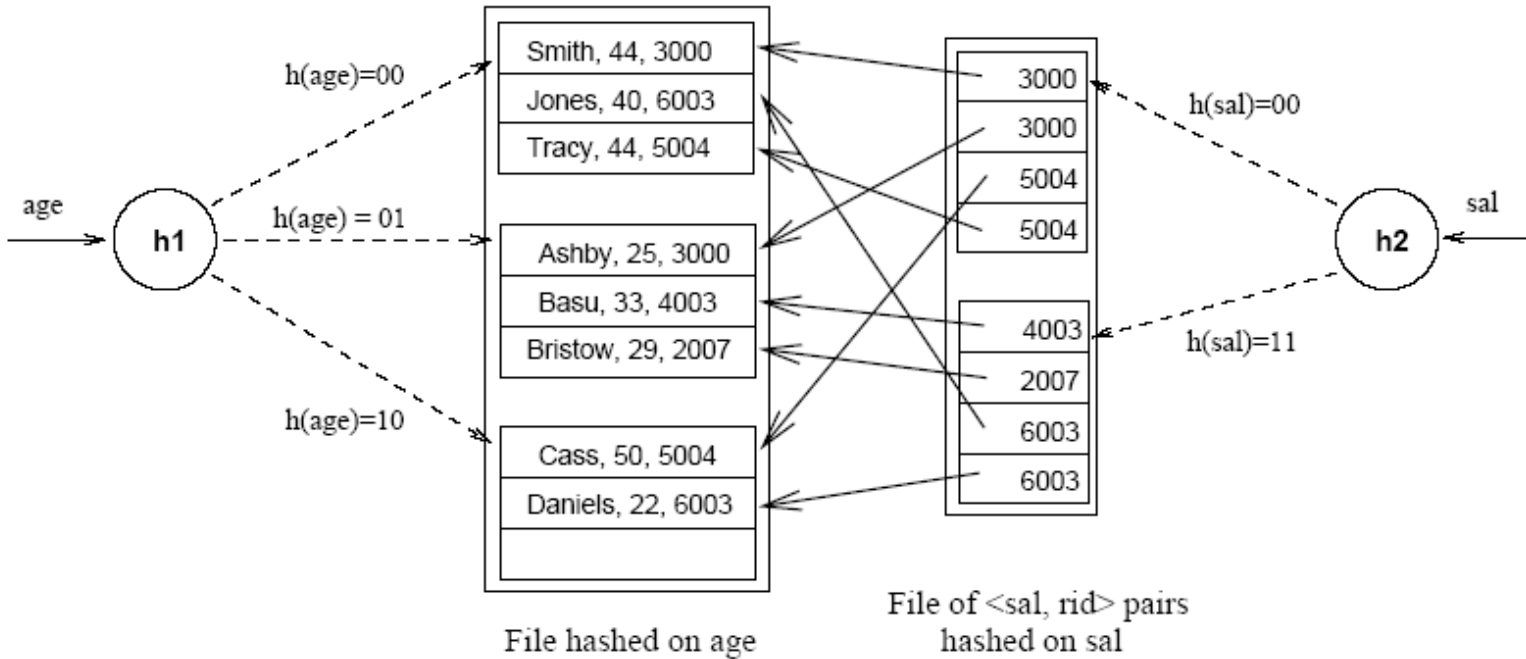 age
h1
h(age)=00
h(age) = 01
h(age)=10
Smith, 44, 3000
Jones, 40, 6003
Tracy, 44, 5004
Ashby, 25, 3000
Basu, 33, 4003
Bristow, 29, 2007
Cass, 50, 5004
Daniels, 22, 6003
File hashed on age
3000
3000
5004
5004
4003
2007
6003
6003
File of <sal, rid> pairs
hashed on sal
h(sal)=00
h(sal)=11
h2
sal